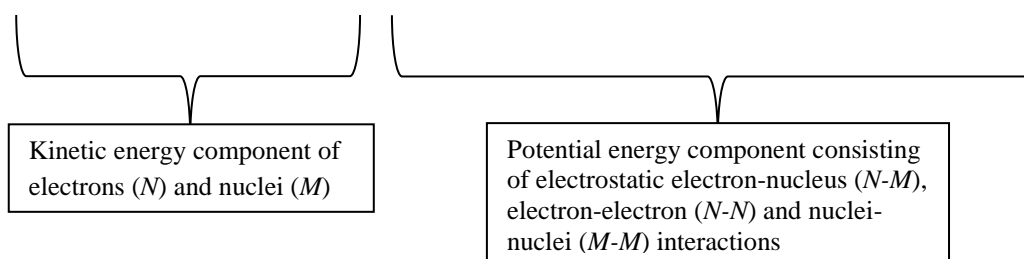 Kinetic energy component of
electrons (N) and nuclei (M)
Potential energy component consisting
of electrostatic electron-nucleus (N-M),
electron-electron (N-N) and nuclei-
nuclei (M-M) interactions